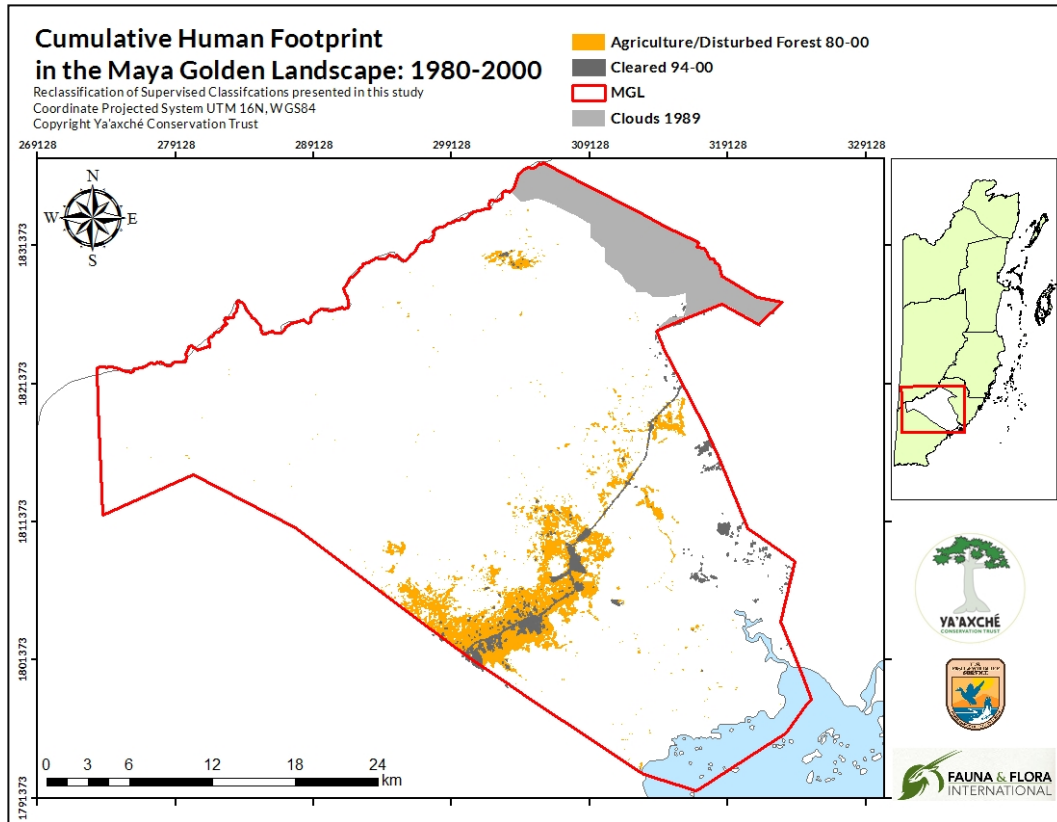 Cumulative Human Footprint
in the Maya Golden Landscape: 1980-2000
Reclassification of Supervised Classifcations presented in this study
Coordinate Projected System UTM 16N, WGS84
Copyright Ya'axché Conservation Trust
Agriculture/Disturbed Forest 80-00
Cleared 94-00
MGL
Clouds 1989
269128 279128 289128 299128 309128 319128 329128
N
W E
S
1831373
1821373
1811373
1801373
1791373
0 3 6 12 18 24
km
YA'AXCHÉ
CONSERVATION TRUST
U.S.
FISH & WILDLIFE
SERVICE
FAUNA & FLORA
INTERNATIONAL